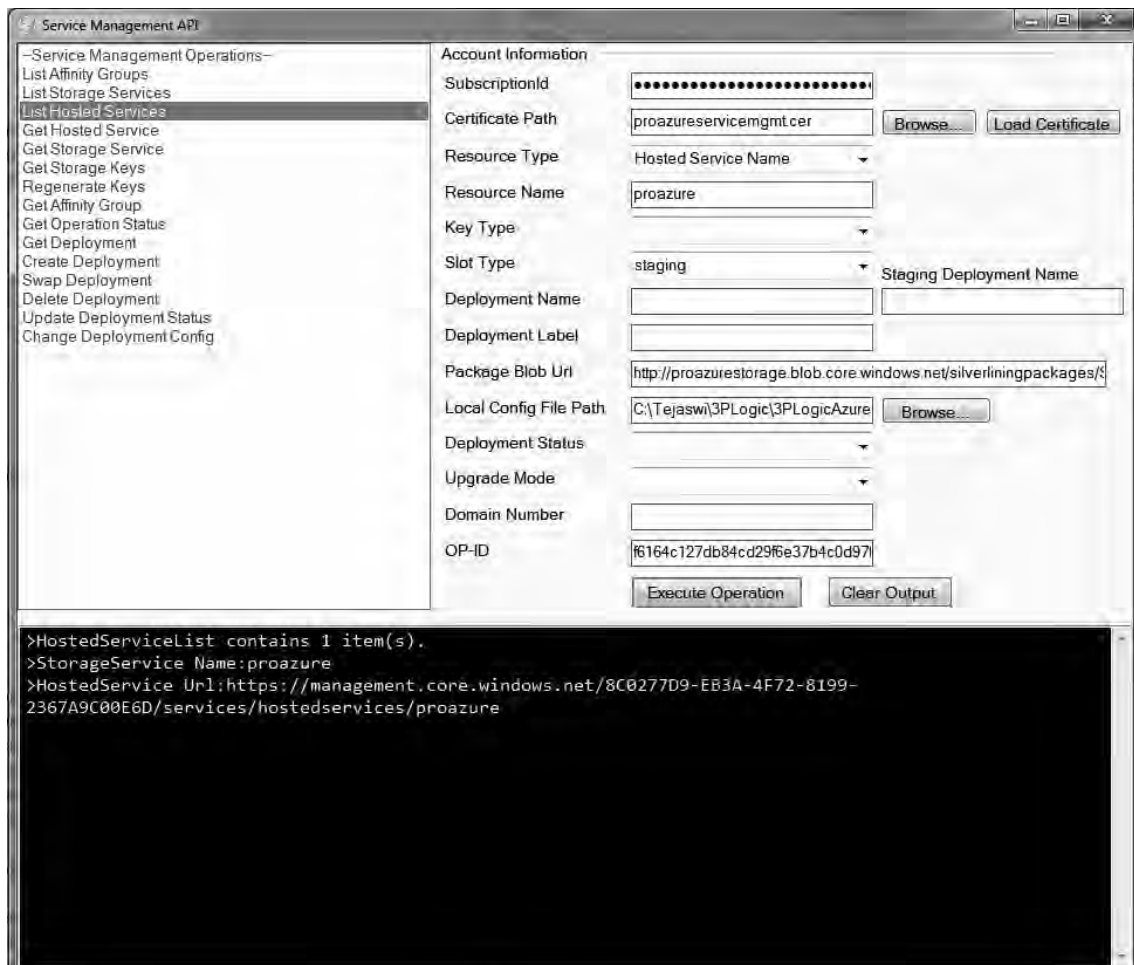 Service Management API
--Service Management Operations--
List Affinity Groups
List Storage Services
List Hosted Services
Get Hosted Service
Get Storage Service
Get Storage Keys
Regenerate Keys
Get Affinity Group
Get Operation Status
Get Deployment
Create Deployment
Swap Deployment
Delete Deployment
Update Deployment Status
Change Deployment Config
Account Information
SubscriptionId
Certificate Path proazureservicemgmt.cer Browse... Load Certificate
Resource Type Hosted Service Name
Resource Name proazure
Key Type
Slot Type staging
Staging Deployment Name
Deployment Name
Deployment Label
Package Blob Url http://proazurestorage.blob.core.windows.net/silverliningpackages/S
Local Config File Path C:\Tejaswi\3PLogic\3PLogicAzure Browse...
Deployment Status
Upgrade Mode
Domain Number
OP-ID f6164c127db84cd29f6e37b4c0d97f
Execute Operation Clear Output
>HostedServiceList contains 1 item(s).
>StorageService Name:proazure
>HostedService Url:https://management.core.windows.net/8C0277D9-EB3A-4F72-8199-
2367A9C00E6D/services/hostedservices/proazure